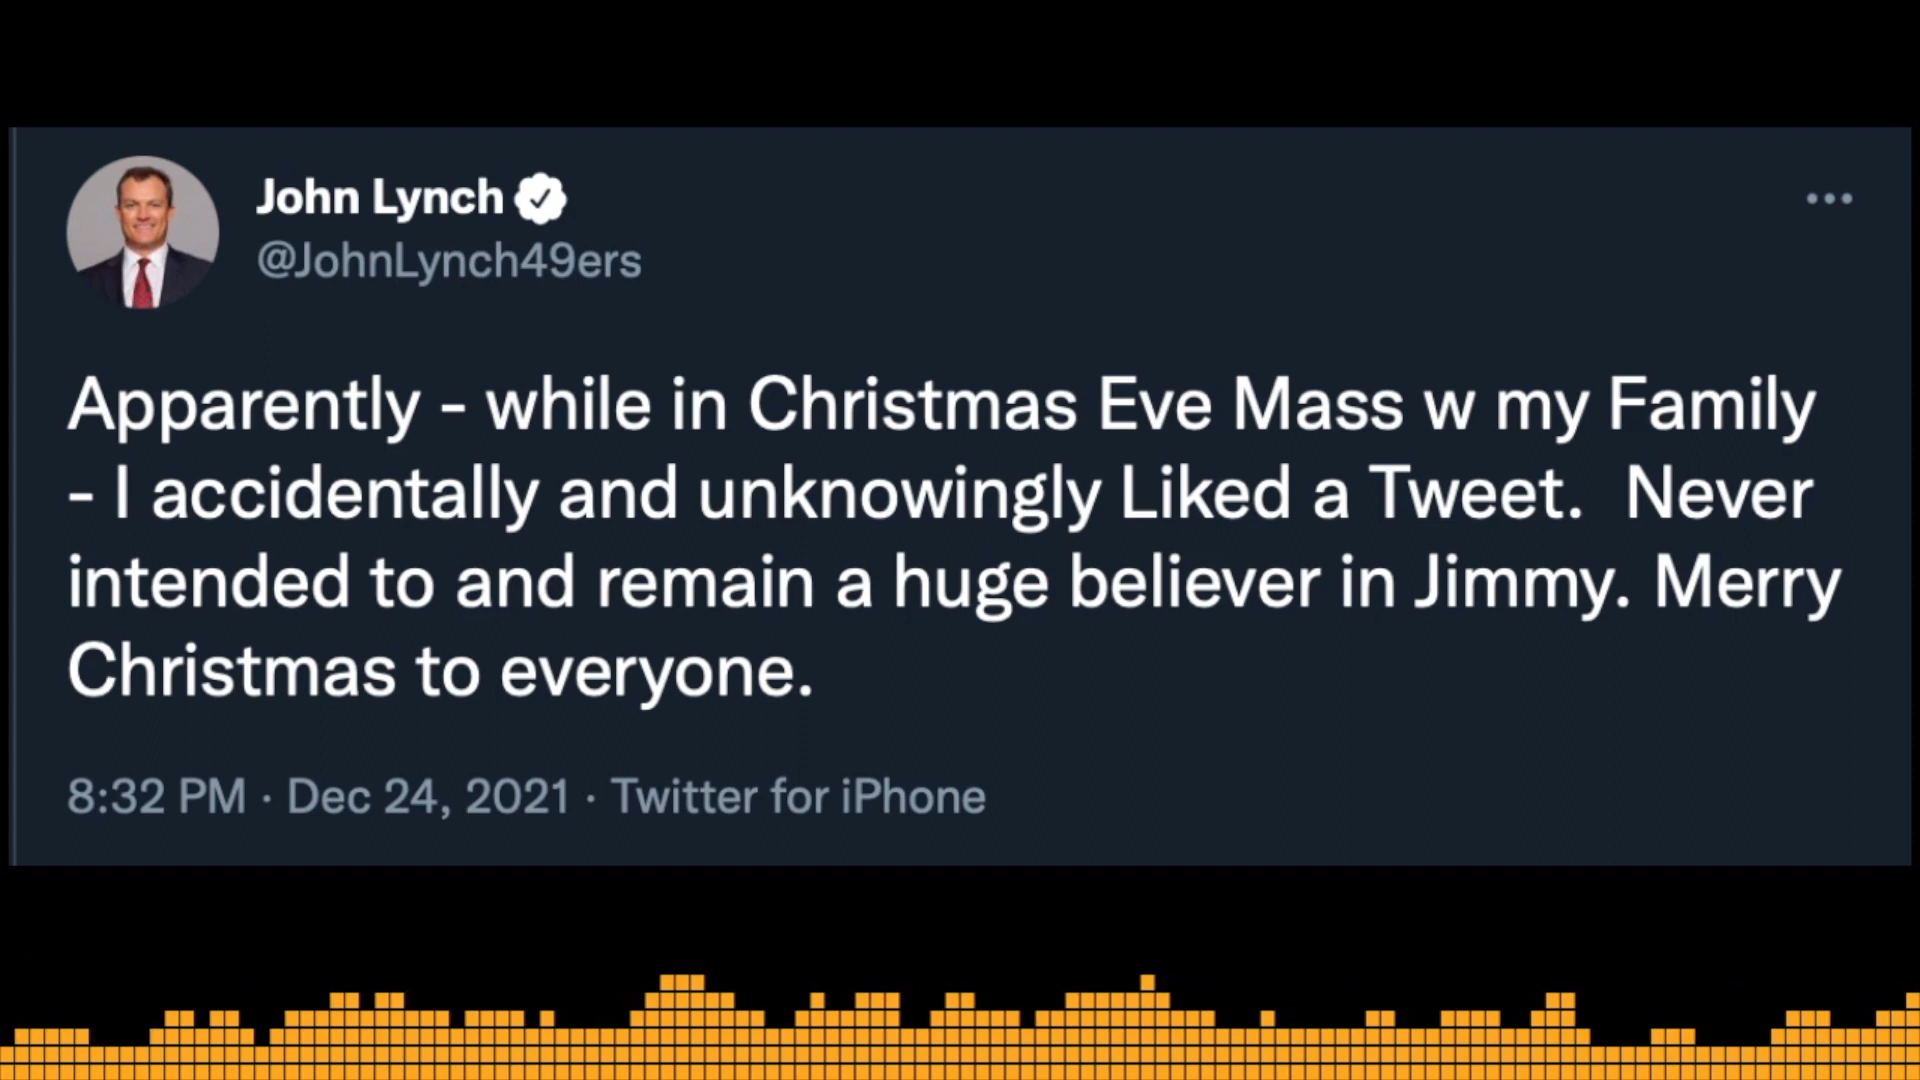 John Lynch
@JohnLynch49ers
Apparently - while in Christmas Eve Mass w my Family
- I accidentally and unknowingly Liked a Tweet.  Never
intended to and remain a huge believer in Jimmy. Merry
Christmas to everyone.
8:32 PM · Dec 24, 2021 · Twitter for iPhone